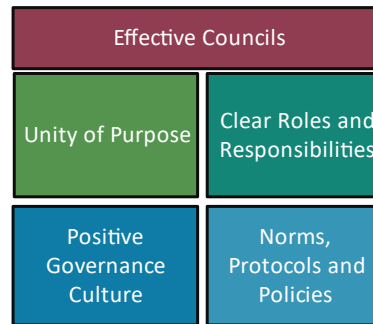 Effective Councils
Unity of Purpose
Clear Roles and
Responsibilities
Positive
Governance
Culture
Norms,
Protocols and
Policies